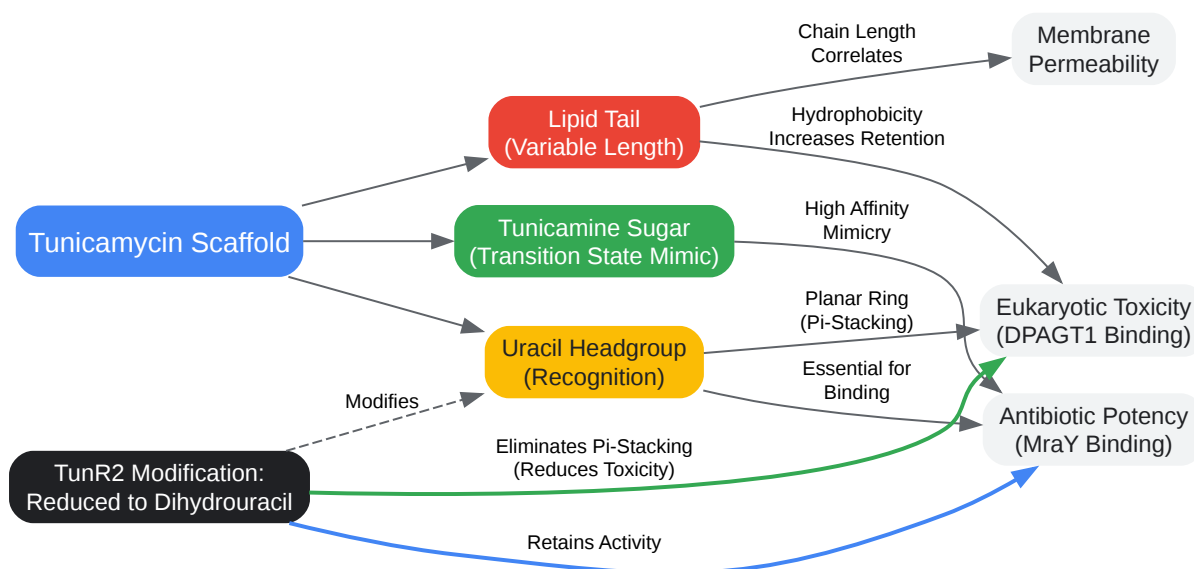 Chain Length
Correlates
Membrane
Permeability
Lipid Tail
(Variable Length)
Hydrophobicity
Increases Retention
Tunicamycin Scaffold
Tunicamine Sugar
(Transition State Mimic)
High Affinity
Mimicry
Uracil Headgroup
(Recognition)
Planar Ring
(Pi-Stacking)
Eukaryotic Toxicity
(DPAGT1 Binding)
Essential for
Binding
Antibiotic Potency
(MraY Binding)
Modifies
TunR2 Modification:
Reduced to Dihydrouracil
Eliminates Pi-Stacking
(Reduces Toxicity)
Retains Activity